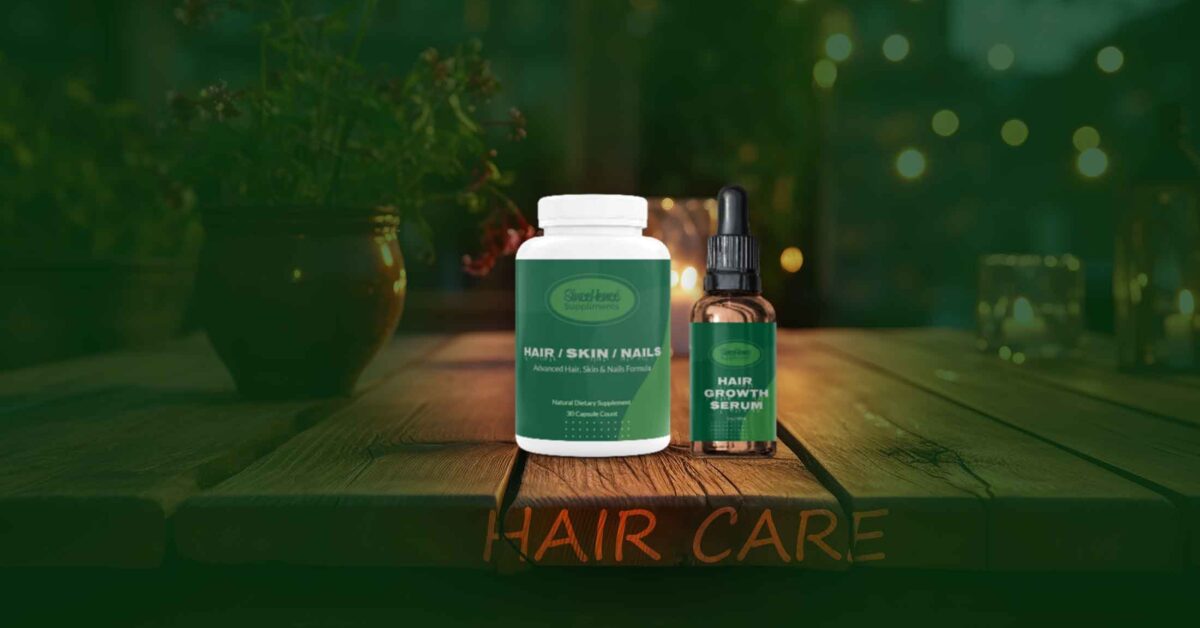 Suppliments
HAIR / SKIN / NAILS
Advanced Hair, Skin & Nails Formula
Natural Dietary Supplement
30 Capsule Count
HAIR
GROWTH
SERUM
HAIR CARE